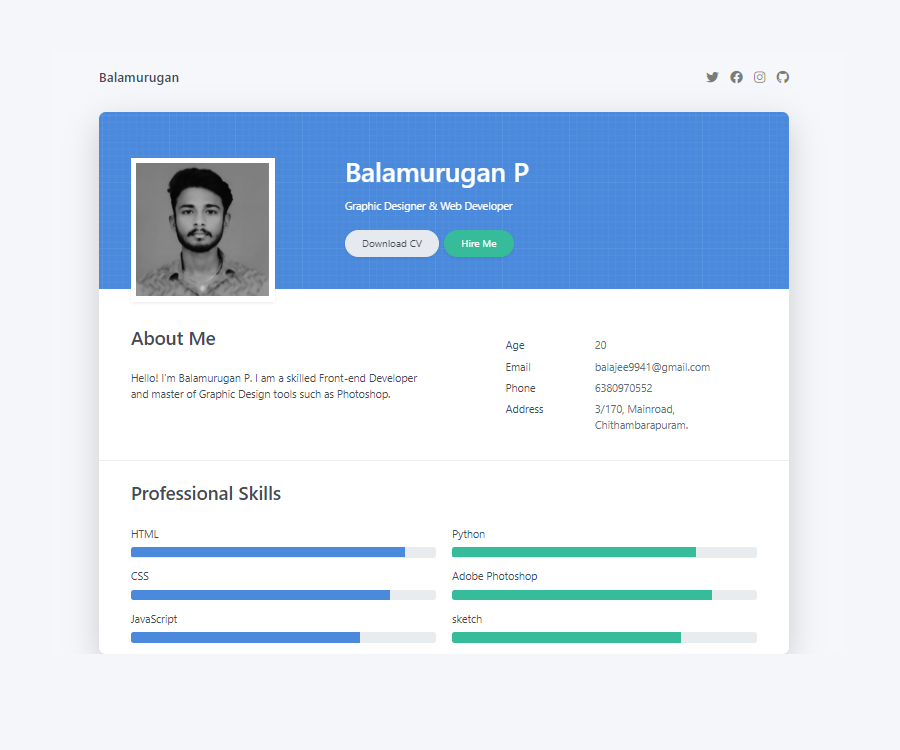 Balamurugan
Balamurugan P
Graphic Designer & Web Developer
Download CV
Hire Me
About Me
Hello! I'm Balamurugan P. I am a skilled Front-end Developer
and master of Graphic Design tools such as Photoshop.
Age 20
Email balajee9941@gmail.com
Phone 6380970552
Address 3/170, Mainroad,
Chithambarapuram.
Professional Skills
HTML
Python
CSS
Adobe Photoshop
JavaScript
sketch